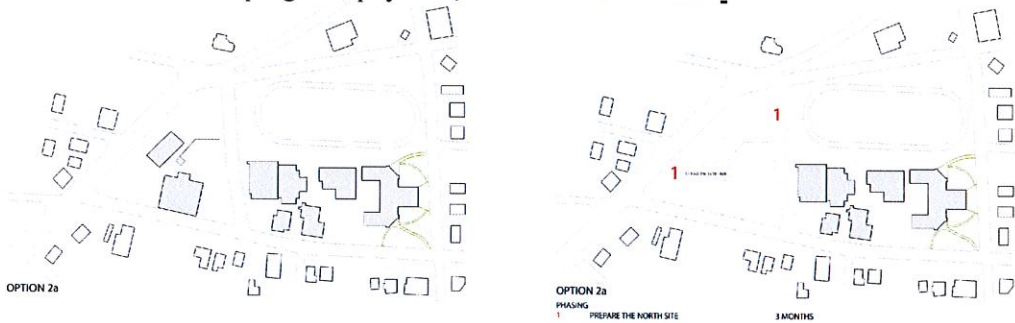 OPTION 2a
1
1
OPTION 2a
PHASING
1 PREPARE THE NORTH SITE 3 MONTHS